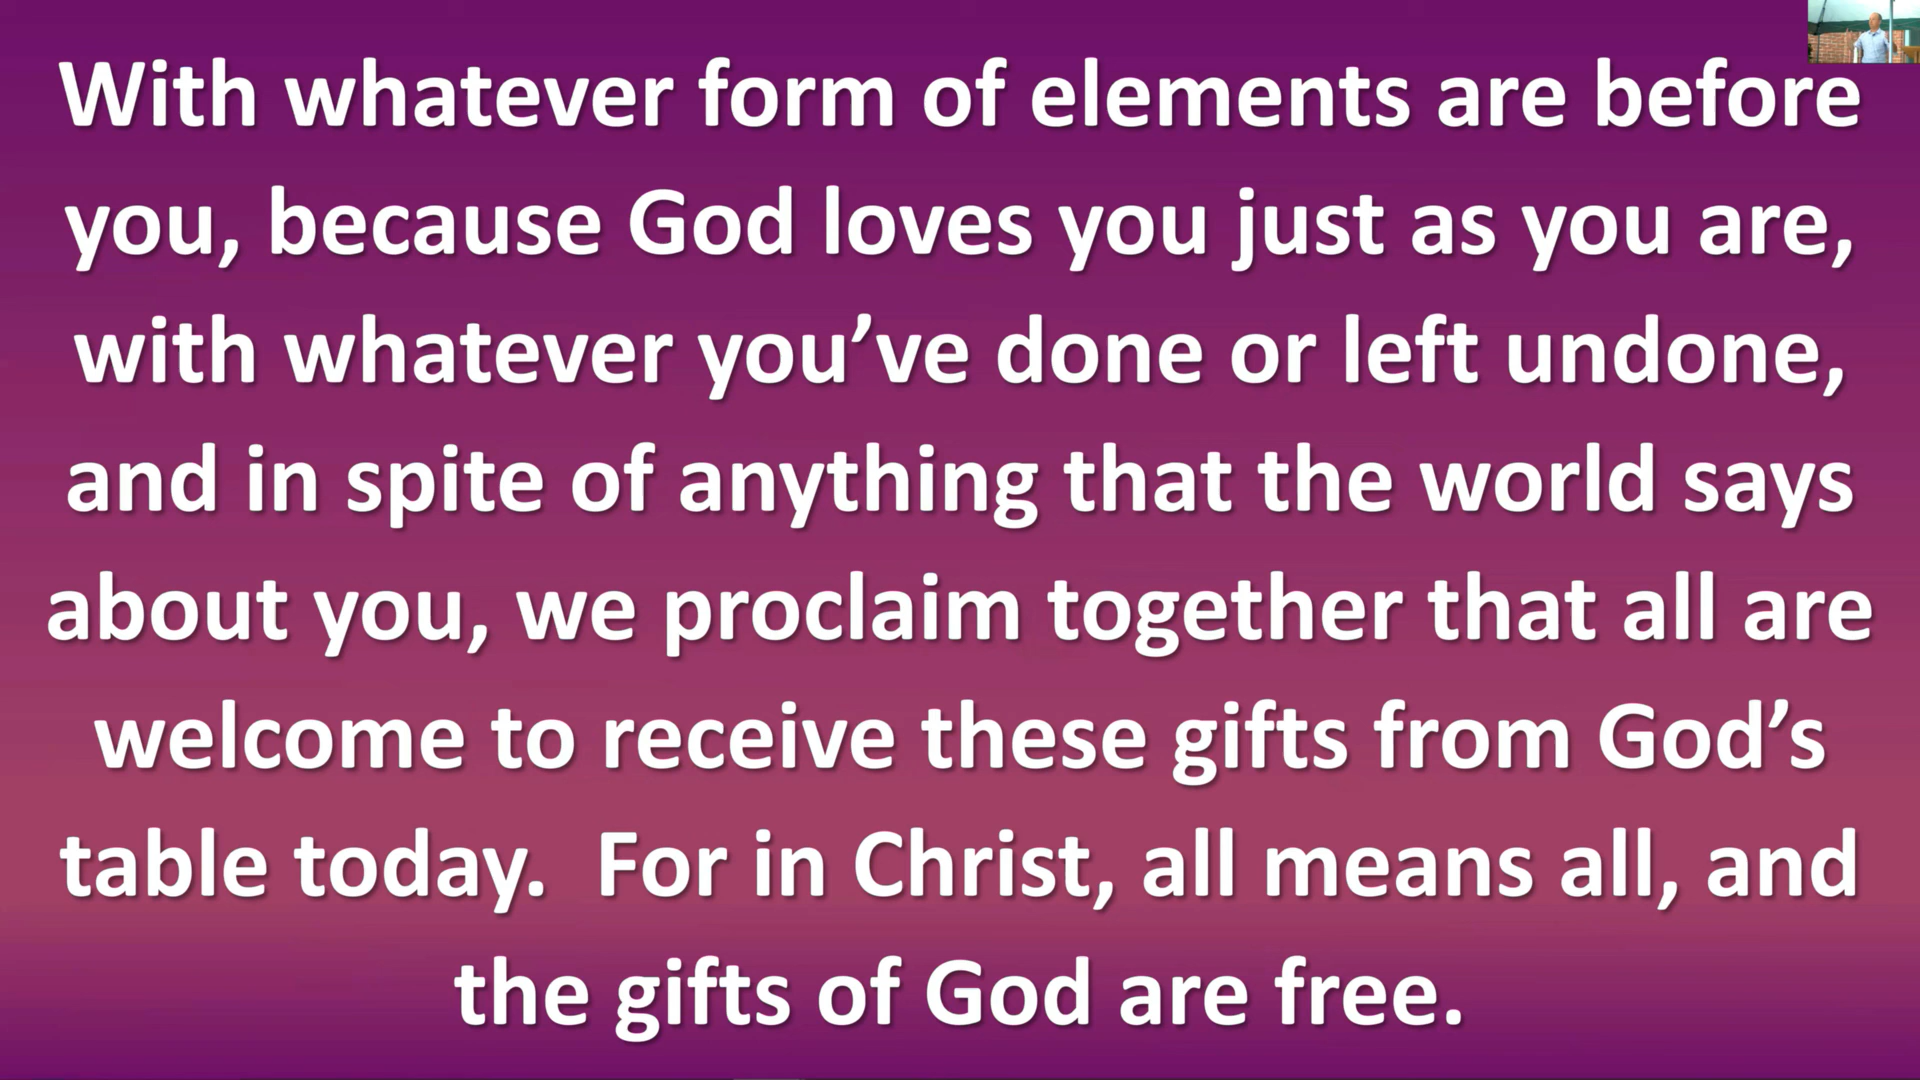 With whatever form of elements are before
you, because God loves you just as you are,
with whatever you’ve done or left undone,
and in spite of anything that the world says
about you, we proclaim together that all are
welcome to receive these gifts from God’s
table today.  For in Christ, all means all, and
the gifts of God are free.